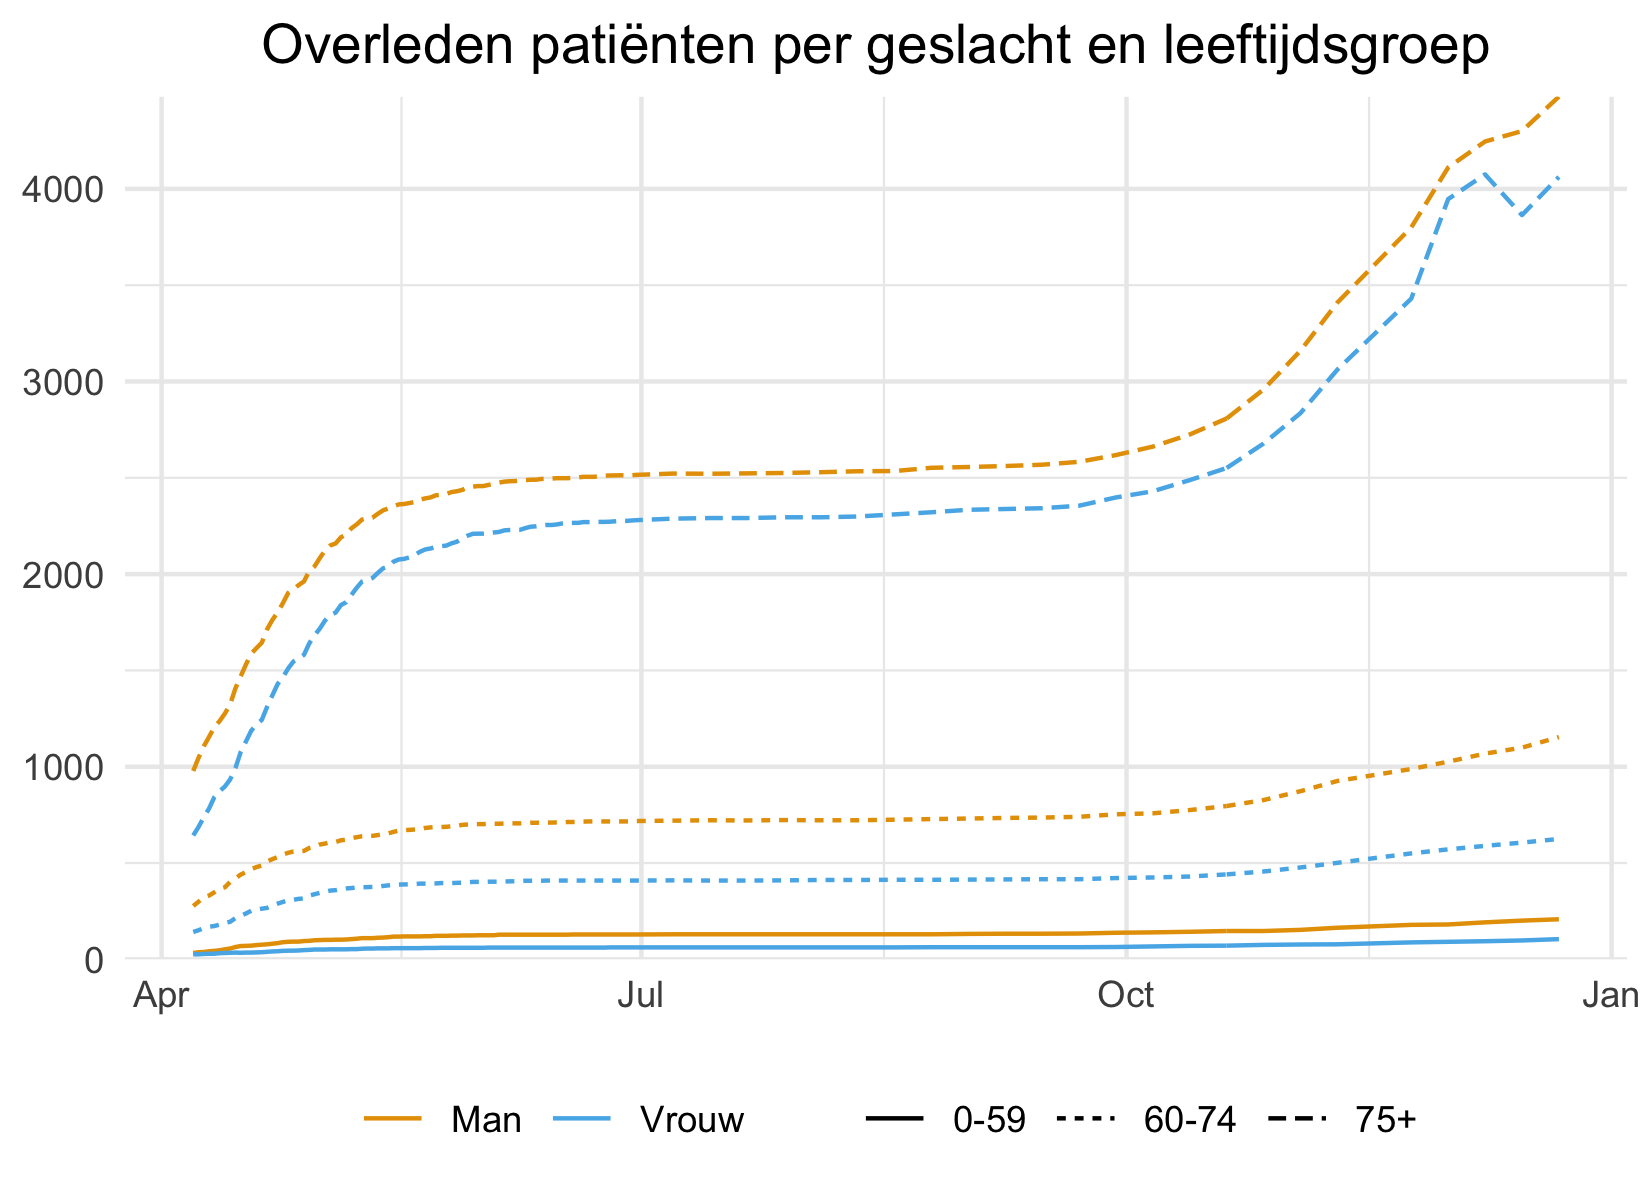 Overleden patiënten per geslacht en leeftijdsgroep
4000
3000
2000
1000
0
Apr Jul Oct Jan
Man Vrouw 0-59 60-74 75+